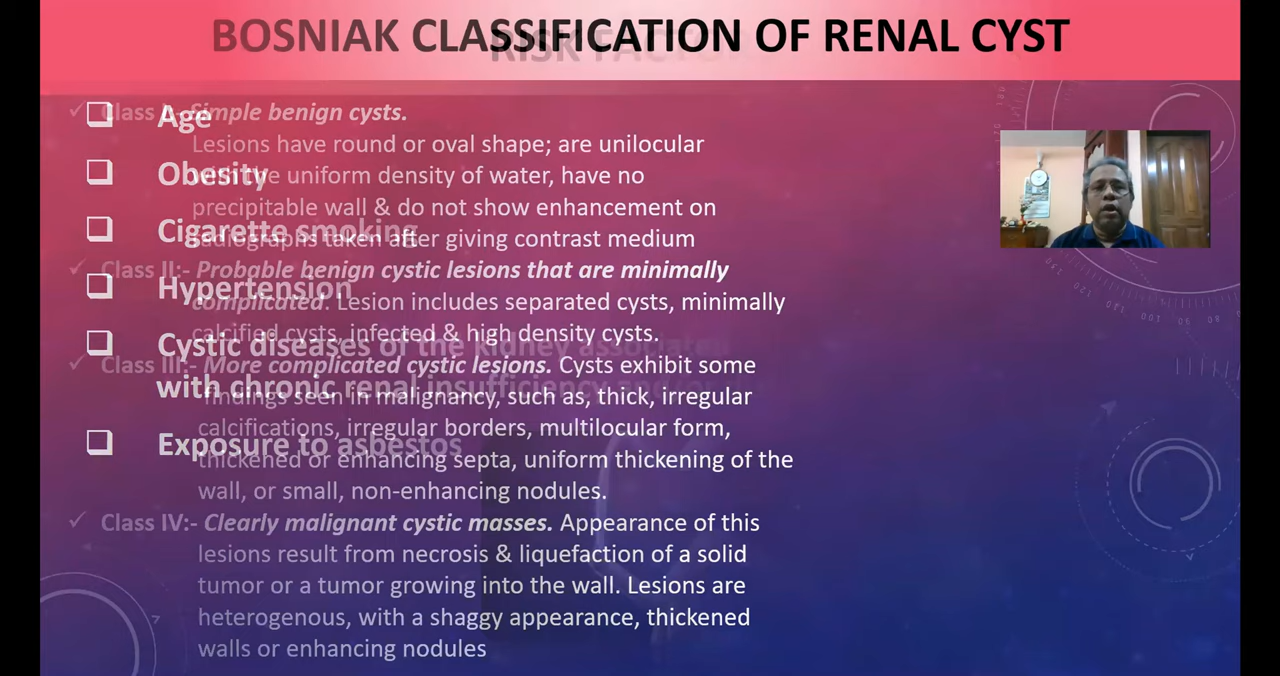 BOSNIAK CLASSIFICATION OF RENAL CYST
RISK FACTORS
✓ Class I:- Simple benign cysts.
Lesions have round or oval shape; are unilocular
with the uniform density of water, have no
precipitable wall & do not show enhancement on
radiographs taken after giving contrast medium
✓ Class II:- Probable benign cystic lesions that are minimally
complicated. Lesion includes separated cysts, minimally
calcified cysts, infected & high density cysts.
✓ Class III:- More complicated cystic lesions. Cysts exhibit some
findings seen in malignancy, such as, thick, irregular
calcifications, irregular borders, multilocular form,
thickened or enhancing septa, uniform thickening of the
wall, or small, non-enhancing nodules.
✓ Class IV:- Clearly malignant cystic masses. Appearance of this
lesions result from necrosis & liquefaction of a solid
tumor or a tumor growing into the wall. Lesions are
heterogenous, with a shaggy appearance, thickened
walls or enhancing nodules
❑ Age
❑ Obesity
❑ Cigarette smoking
❑ Hypertension
❑ Cystic diseases of the kidney associated
with chronic renal insufficiency
❑ Exposure to asbestos